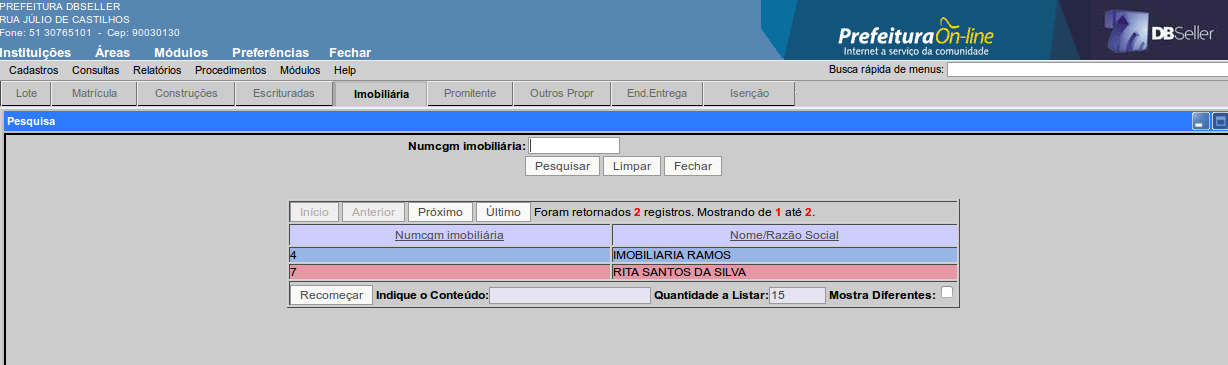 PREFEITURA DBSELLER
RUA JÚLIO DE CASTILHOS
Fone: 51 30765101 - Cep: 90030130
PrefeituraOn-line
Internet a serviço da comunidade
DBSeller
Instituições Áreas Módulos Preferências Fechar
Cadastros Consultas Relatórios Procedimentos Módulos Help
Busca rápida de menus:
Lote Matrícula Construções Escrituradas Imobiliária Promitente Outros Propr End.Entrega Isenção
Pesquisa
Numcgm imobiliária:
Pesquisar Limpar Fechar
Início Anterior Próximo Último Foram retornados 2 registros. Mostrando de 1 até 2.
Numcgm imobiliária Nome/Razão Social
4 IMOBILIARIA RAMOS
7 RITA SANTOS DA SILVA
Recomeçar Indique o Conteúdo: Quantidade a Listar: 15 Mostra Diferentes: